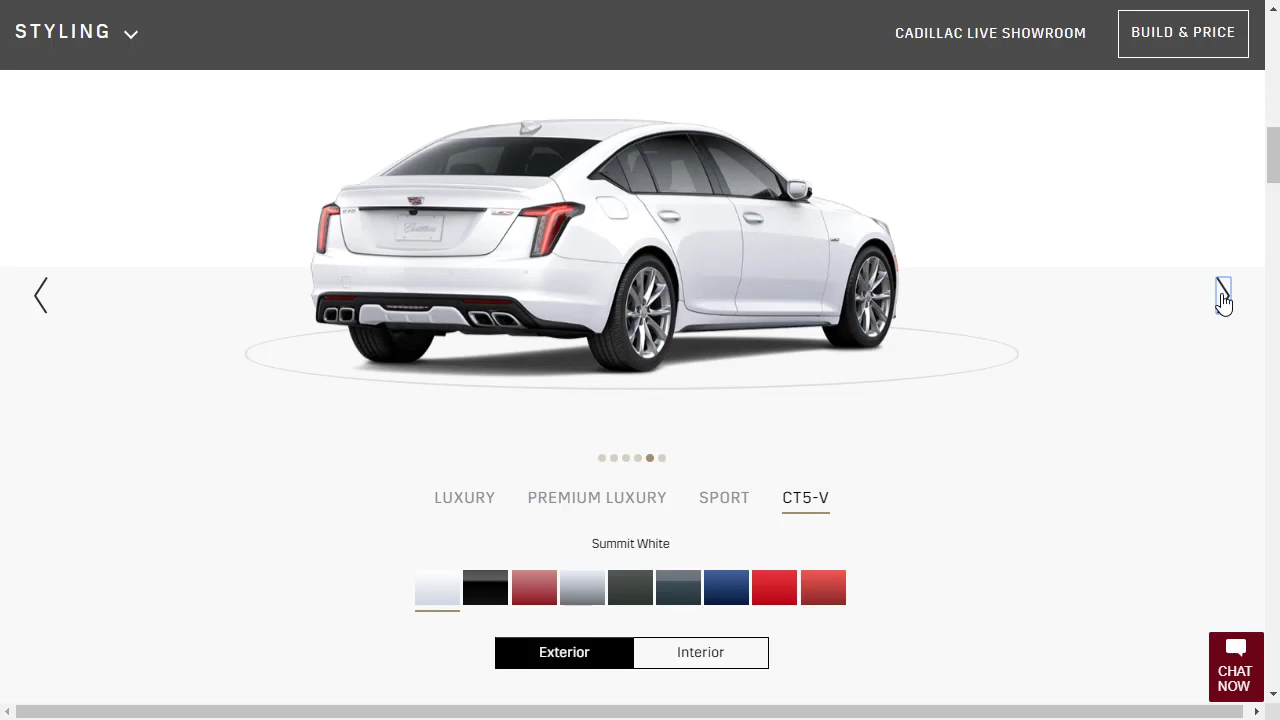 STYLING
CADILLAC LIVE SHOWROOM
BUILD & PRICE
LUXURY
PREMIUM LUXURY
SPORT
CT5-V
Summit White
Exterior
Interior
CHAT
NOW